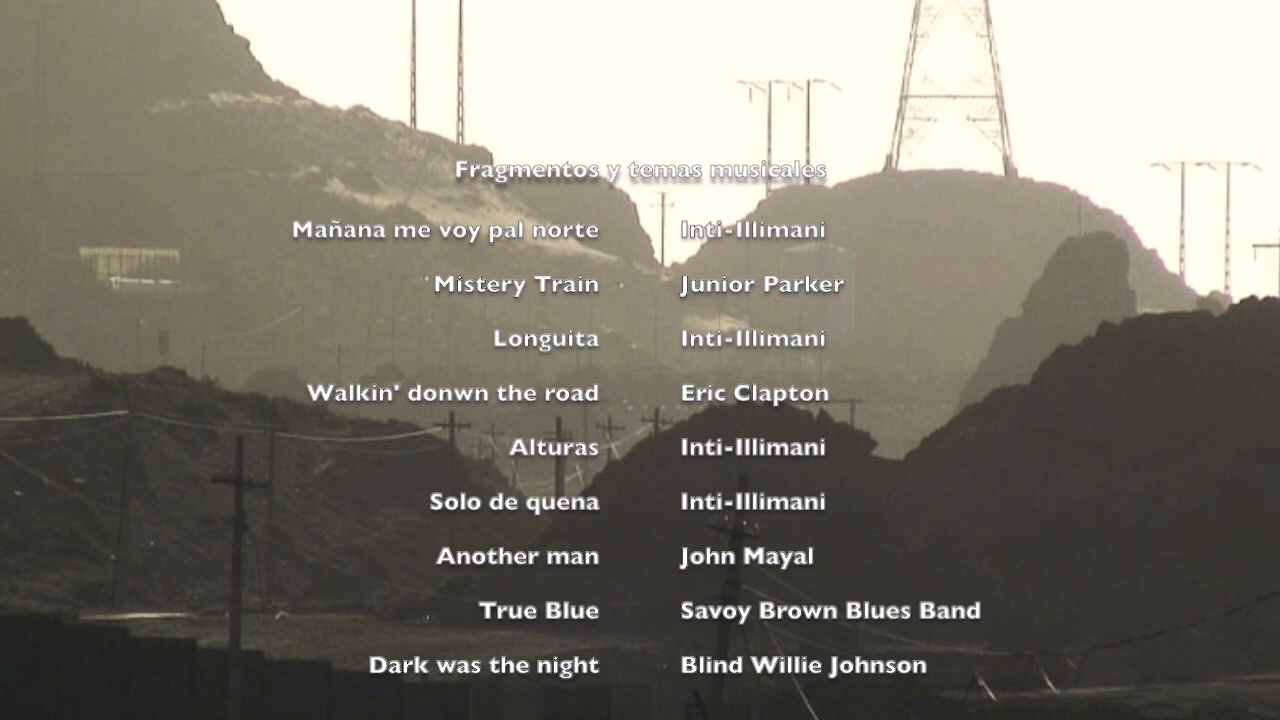 Fragmentos y temas musicales
Mañana me voy pal norte Inti-Illimani
Mistery Train Junior Parker
Longuita Inti-Illimani
Walkin' donwn the road Eric Clapton
Alturas Inti-Illimani
Solo de quena Inti-Illimani
Another man John Mayal
True Blue Savoy Brown Blues Band
Dark was the night Blind Willie Johnson